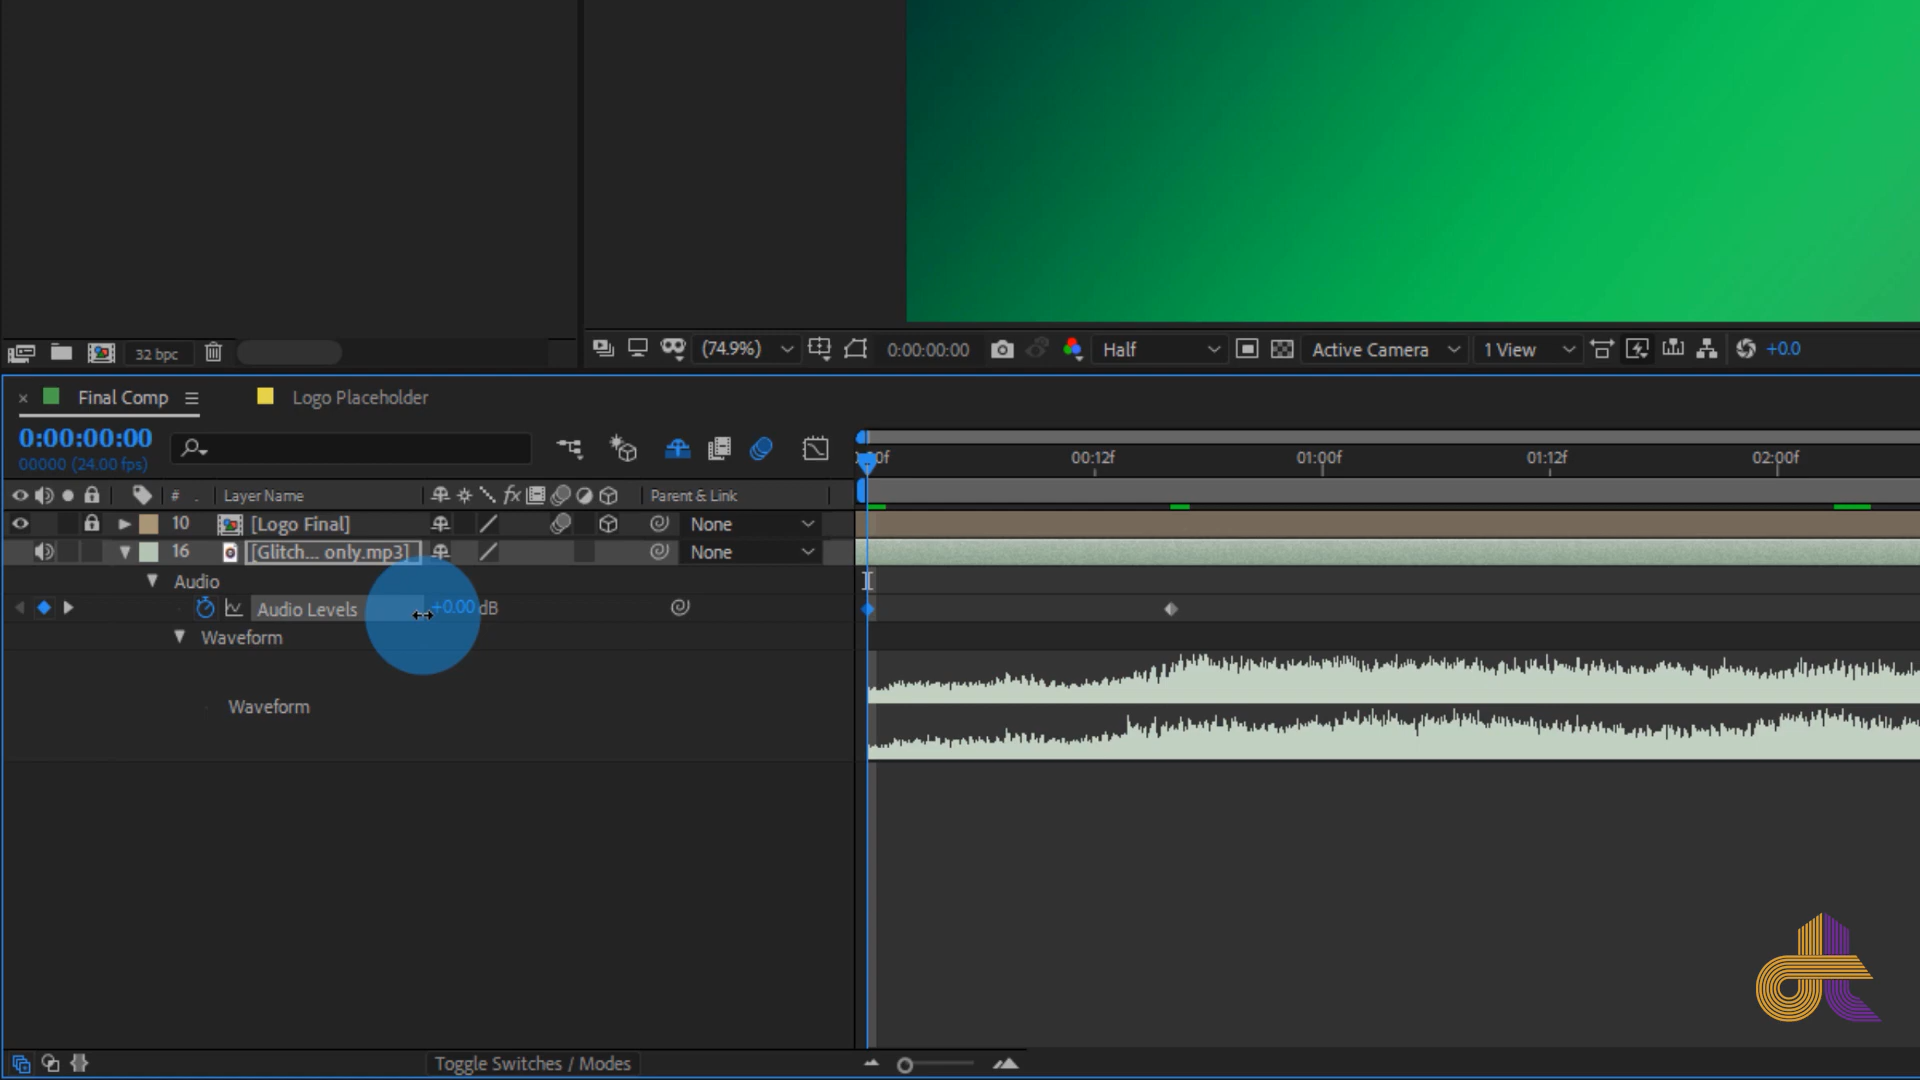 32 bpc
(74.9%)
0:00:00:00
Half
Active Camera
1 View
+0.0
Final Comp
Logo Placeholder
0:00:00:00
00000 (24.00 fps)
00:12f
01:00f
01:12f
02:00f
#
Layer Name
fx
Parent & Link
10
[Logo Final]
None
16
[Glitch... only.mp3]
None
Audio
Audio Levels
+0.00 dB
Waveform
Waveform
Toggle Switches / Modes